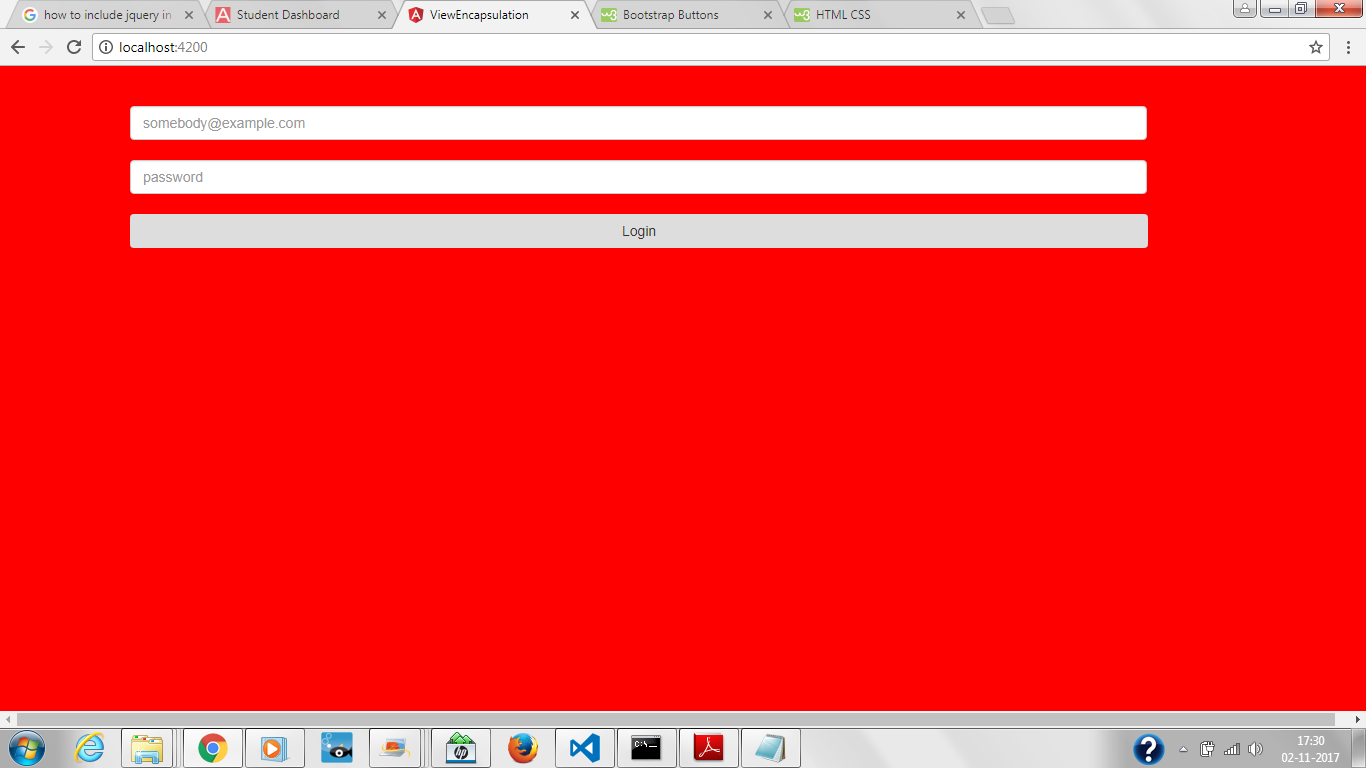 how to include jquery in
Student Dashboard
ViewEncapsulation
Bootstrap Buttons
HTML CSS
localhost:4200
somebody@example.com
password
Login
17:30
02-11-2017